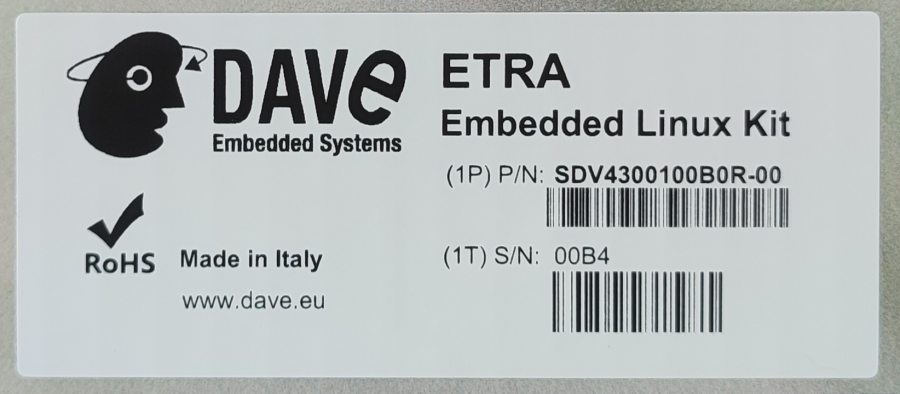 DAVE
Embedded Systems
ETRA
Embedded Linux Kit
(1P) P/N: SDV4300100B0R-00
(1T) S/N: 00B4
RoHS
Made in Italy
www.dave.eu